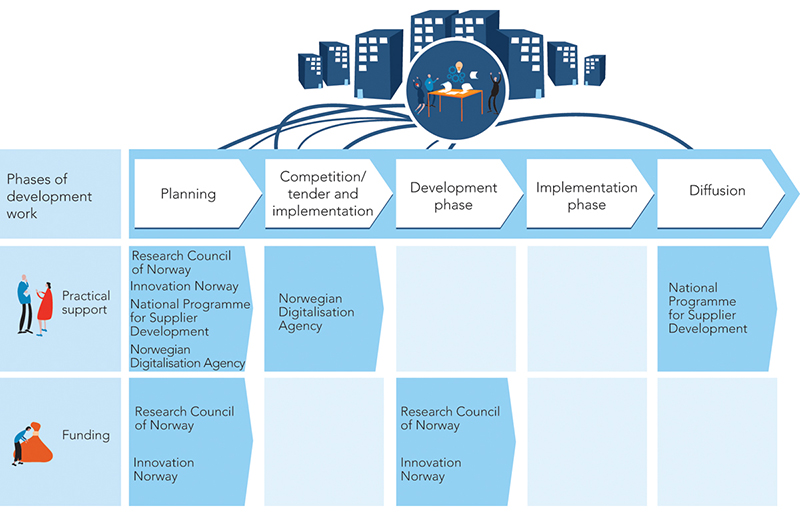 Phases of
development
work
Planning
Competition/
tender and
implementation
Development
phase
Implementation
phase
Diffusion
Practical
support
Research Council
of Norway
Innovation Norway
National Programme
for Supplier
Development
Norwegian
Digitalisation Agency
Norwegian
Digitalisation
Agency
National
Programme
for Supplier
Development
Funding
Research Council
of Norway
Innovation
Norway
Research Council
of Norway
Innovation
Norway